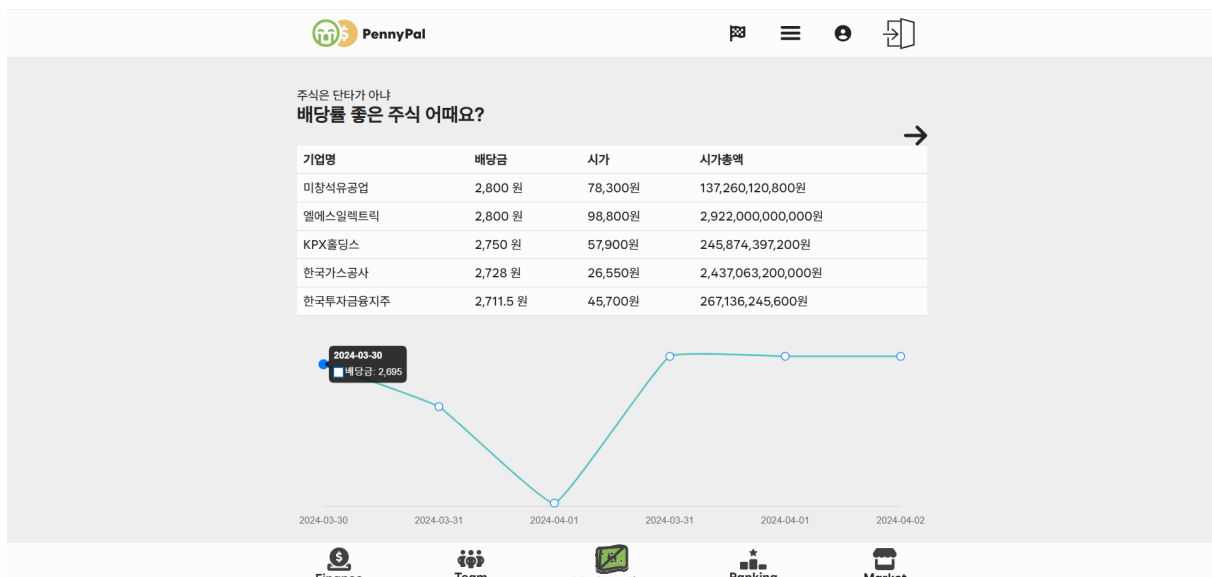 PennyPal
주식은 단타가 아냐
배당률 좋은 주식 어때요?
기업명 배당금 시가 시가총액
미창석유공업 2,800 원 78,300원 137,260,120,800원
엘에스일렉트릭 2,800 원 98,800원 2,922,000,000,000원
KPX홀딩스 2,750 원 57,900원 245,874,397,200원
한국가스공사 2,728 원 26,550원 2,437,063,200,000원
한국투자금융지주 2,711.5 원 45,700원 267,136,245,600원
2024-03-30
배당금: 2,695
2024-03-30 2024-03-31 2024-04-01 2024-03-31 2024-04-01 2024-04-02
Finance Team Ranking Market